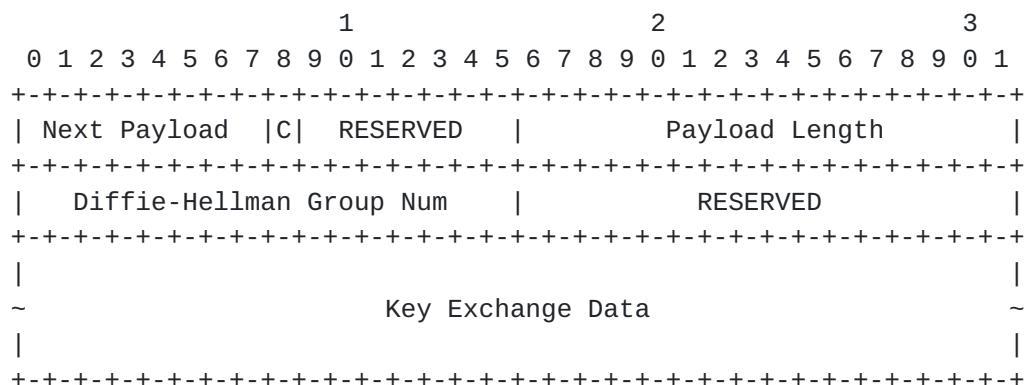 1                   2                   3
 0 1 2 3 4 5 6 7 8 9 0 1 2 3 4 5 6 7 8 9 0 1 2 3 4 5 6 7 8 9 0 1
+-+-+-+-+-+-+-+-+-+-+-+-+-+-+-+-+-+-+-+-+-+-+-+-+-+-+-+-+-+-+-+-+
| Next Payload  |C|  RESERVED   |         Payload Length        |
+-+-+-+-+-+-+-+-+-+-+-+-+-+-+-+-+-+-+-+-+-+-+-+-+-+-+-+-+-+-+-+-+
|   Diffie-Hellman Group Num    |           RESERVED            |
+-+-+-+-+-+-+-+-+-+-+-+-+-+-+-+-+-+-+-+-+-+-+-+-+-+-+-+-+-+-+-+-+
|                                                               |
~                       Key Exchange Data                       ~
|                                                               |
+-+-+-+-+-+-+-+-+-+-+-+-+-+-+-+-+-+-+-+-+-+-+-+-+-+-+-+-+-+-+-+-+